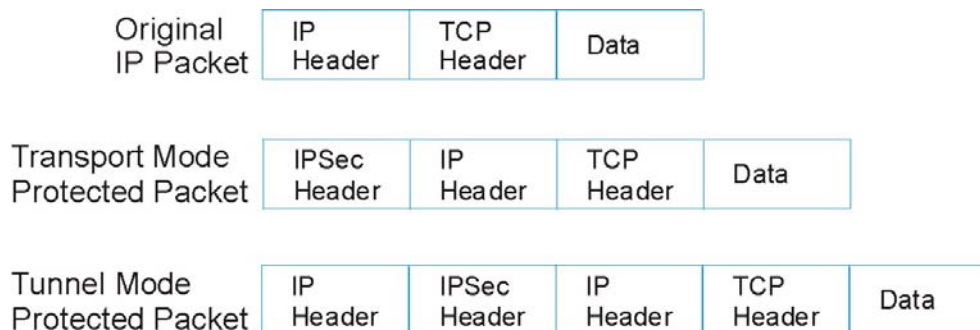 Original
IP Packet
IP
Header
TCP
Header
Data
Transport Mode
Protected Packet
IPSec
Header
IP
Header
TCP
Header
Data
Tunnel Mode
Protected Packet
IP
Header
IPSec
Header
IP
Header
TCP
Header
Data